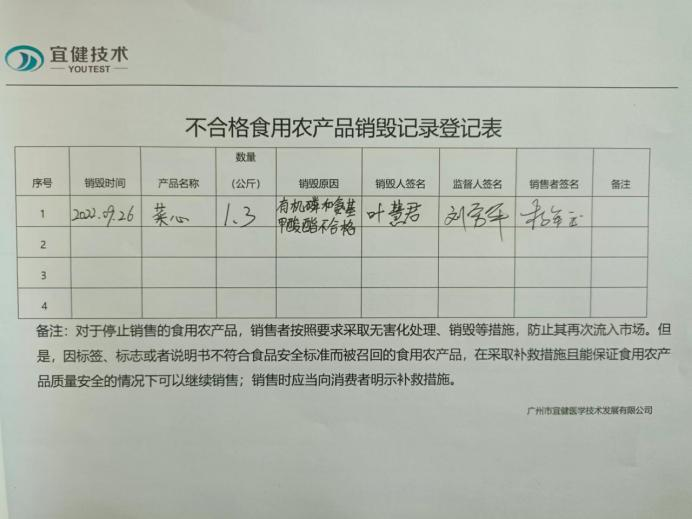 宜健技术
YOUTEST
不合格食用农产品销毁记录登记表
序号 销毁时间 产品名称 数量（公斤） 销毁原因 销毁人签名 监督人签名 销售者签名 备注
1 2022.09.26 菜心 1.3 有机磷和氨基甲酸酯不合格 叶慧君
2
3
4
备注：对于停止销售的食用农产品，销售者按照要求采取无害化处理、销毁等措施，防止其再次流入市场。但
是，因标签、标志或者说明书不符合食品安全标准而被召回的食用农产品，在采取补救措施且能保证食用农产
品质量安全的情况下可以继续销售；销售时应当向消费者明示补救措施。
广州市宜健医学技术发展有限公司